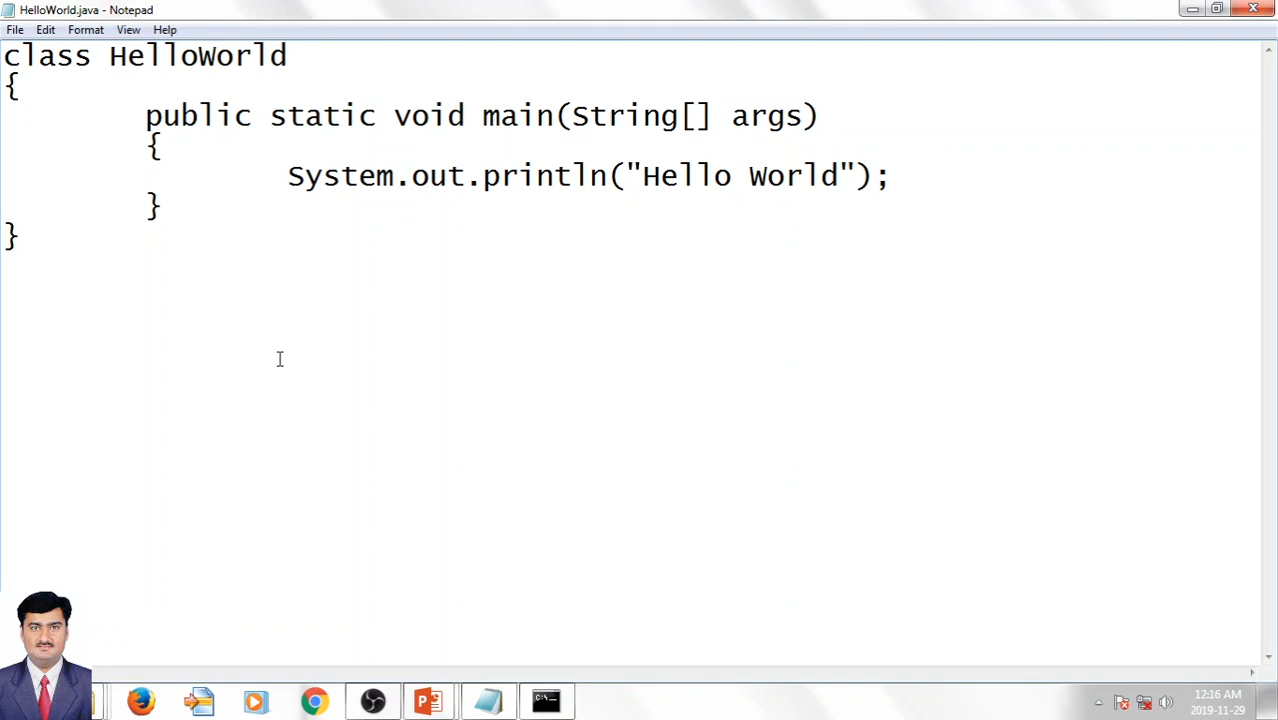 HelloWorld.java - Notepad
File Edit Format View Help
class HelloWorld
{
public static void main(String[] args)
{
System.out.println("Hello World");
}
}
12:16 AM
2019-11-29